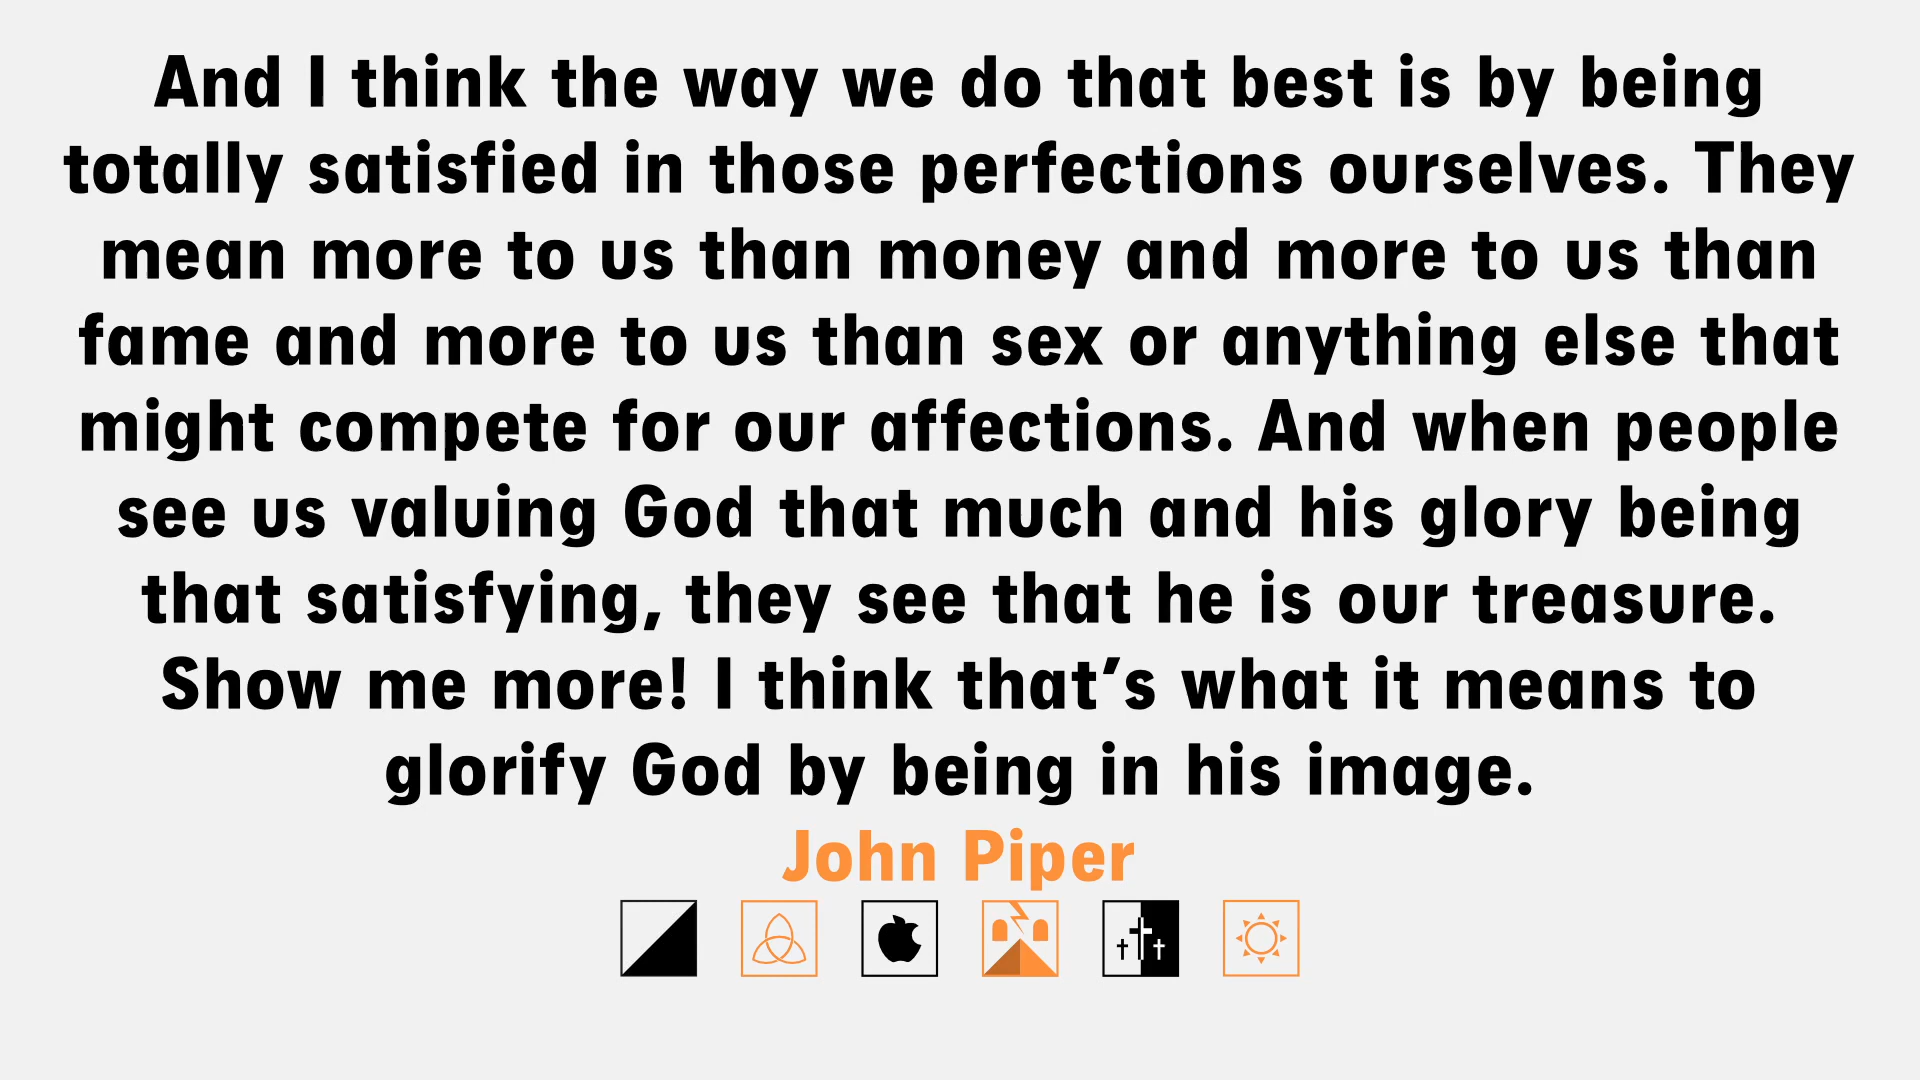 And I think the way we do that best is by being
totally satisfied in those perfections ourselves. They
mean more to us than money and more to us than
fame and more to us than sex or anything else that
might compete for our affections. And when people
see us valuing God that much and his glory being
that satisfying, they see that he is our treasure.
Show me more! I think that’s what it means to
glorify God by being in his image.
John Piper